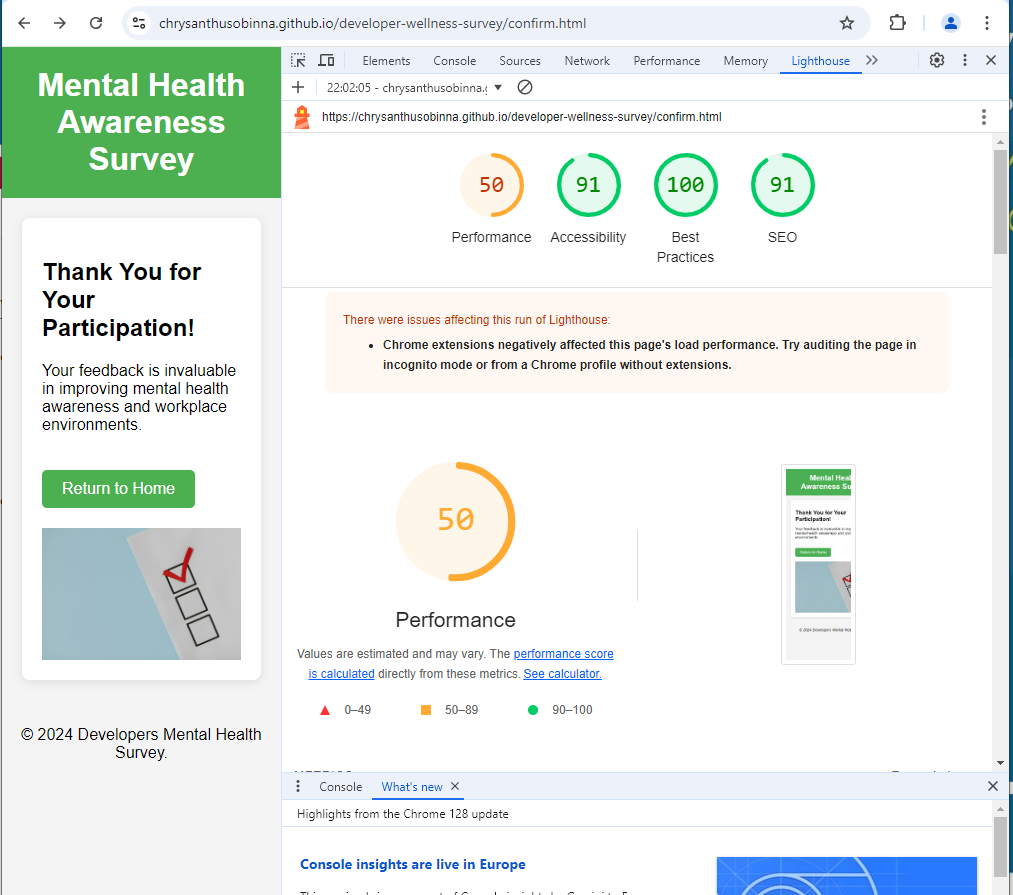 chrysanthusobinna.github.io/developer-wellness-survey/confirm.html
Mental Health
Awareness
Survey
Thank You for
Your
Participation!
Your feedback is invaluable
in improving mental health
awareness and workplace
environments.
Return to Home
© 2024 Developers Mental Health
Survey.
Elements Console Sources Network Performance Memory Lighthouse
22:02:05 - chrysanthusobinna.g
https://chrysanthusobinna.github.io/developer-wellness-survey/confirm.html
50 91 100 91
Performance Accessibility Best SEO
Practices
There were issues affecting this run of Lighthouse:
• Chrome extensions negatively affected this page's load performance. Try auditing the page in
incognito mode or from a Chrome profile without extensions.
50
Performance
Values are estimated and may vary. The performance score
is calculated directly from these metrics. See calculator.
0–49 50–89 90–100
Mental Heal
Awareness Su
Thank You for Your
Participation!
Return to Home
Console What's new
Highlights from the Chrome 128 update
Console insights are live in Europe